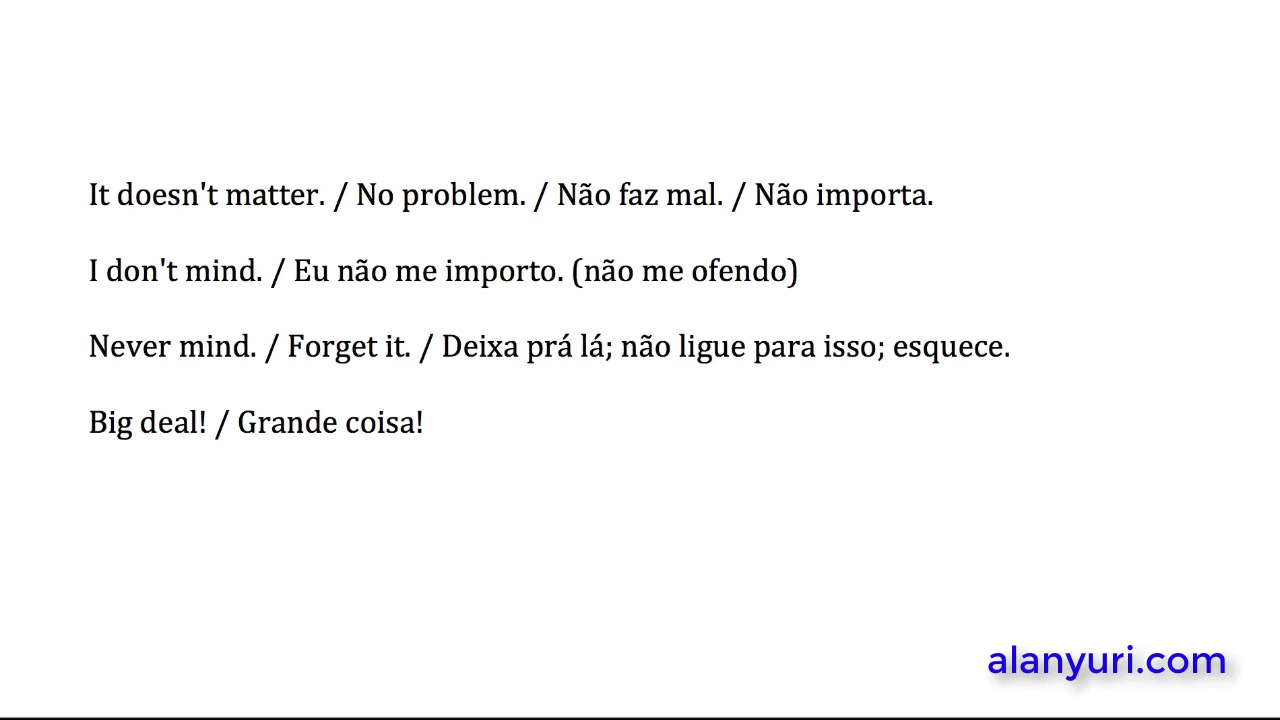 It doesn't matter. / No problem. / Não faz mal. / Não importa.
I don't mind. / Eu não me importo. (não me ofendo)
Never mind. / Forget it. / Deixa prá lá; não ligue para isso; esquece.
Big deal! / Grande coisa!
alanyuri.com